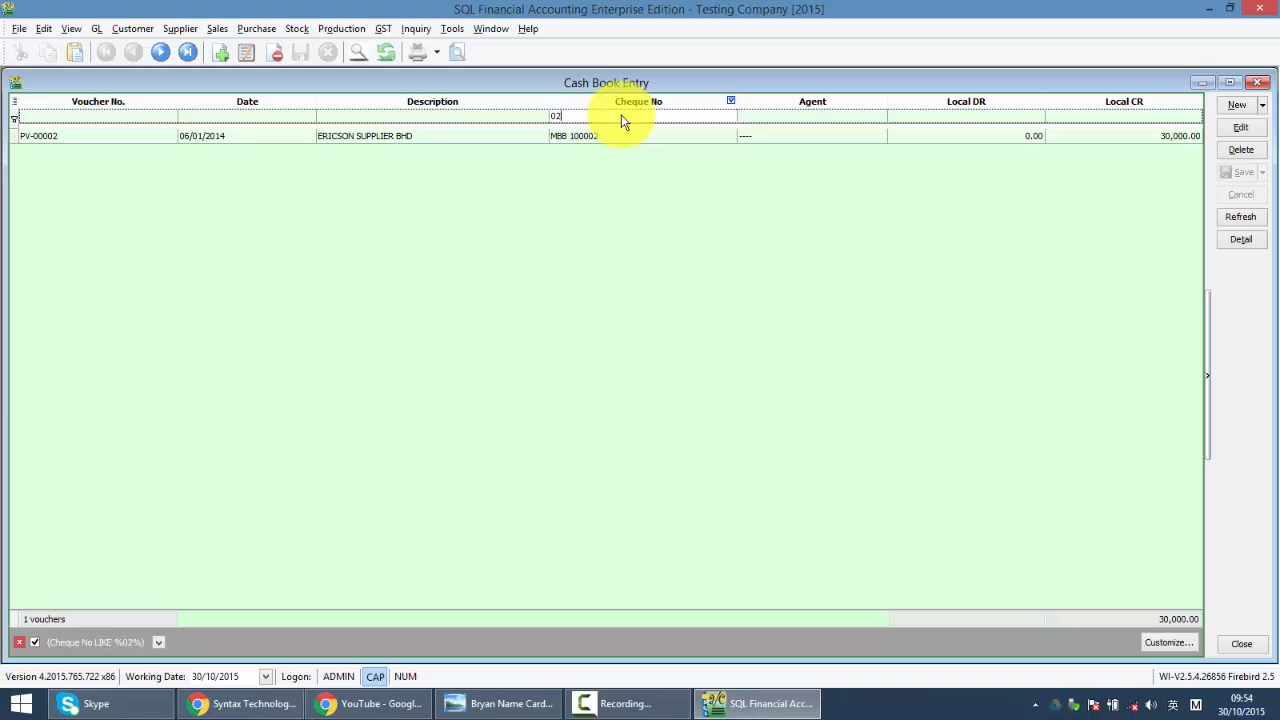 SQL Financial Accounting Enterprise Edition - Testing Company [2015]
File Edit View GL Customer Supplier Sales Purchase Stock Production GST Inquiry Tools Window Help
Cash Book Entry
Voucher No. Date Description Cheque No Agent Local DR Local CR
02
PV-00002 06/01/2014 ERICSON SUPPLIER BHD MBB 100002 ---- 0.00 30,000.00
New
Edit
Delete
Save
Cancel
Refresh
Detail
1 vouchers 30,000.00
(Cheque No LIKE %02%) Customize... Close
Version 4.2015.765.722 x86 Working Date: 30/10/2015 Logon: ADMIN CAP NUM WI-V2.5.4.26856 Firebird 2.5
Skype Syntax Technolog... YouTube - Googl... Bryan Name Card... Recording... SQL Financial Acc... 英 M 09:54
30/10/2015